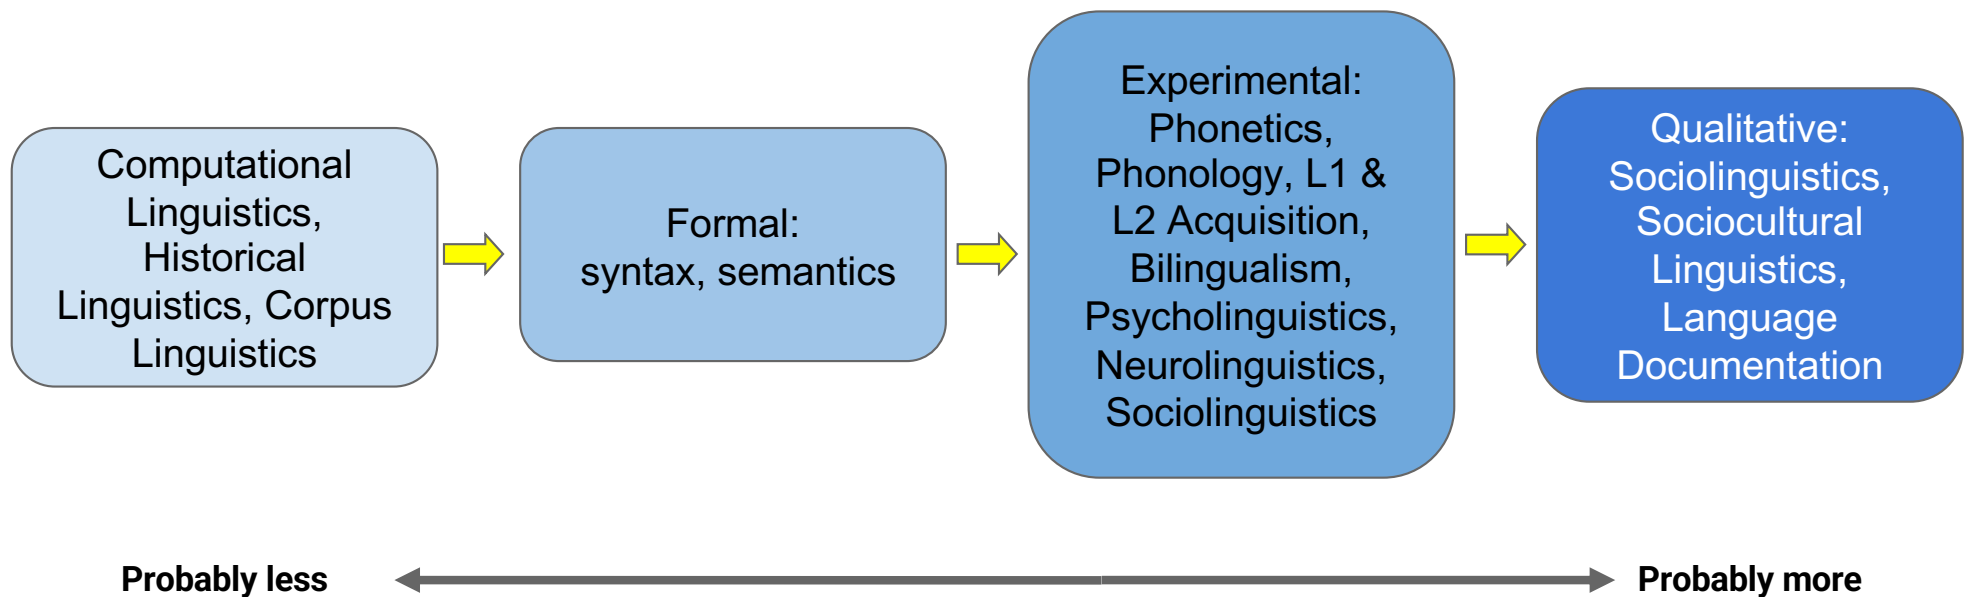 Computational
Linguistics,
Historical
Linguistics, Corpus
Linguistics
Formal:
syntax, semantics
Experimental:
Phonetics,
Phonology, L1 &
L2 Acquisition,
Bilingualism,
Psycholinguistics,
Neurolinguistics,
Sociolinguistics
Qualitative:
Sociolinguistics,
Sociocultural
Linguistics,
Language
Documentation
Probably less
Probably more